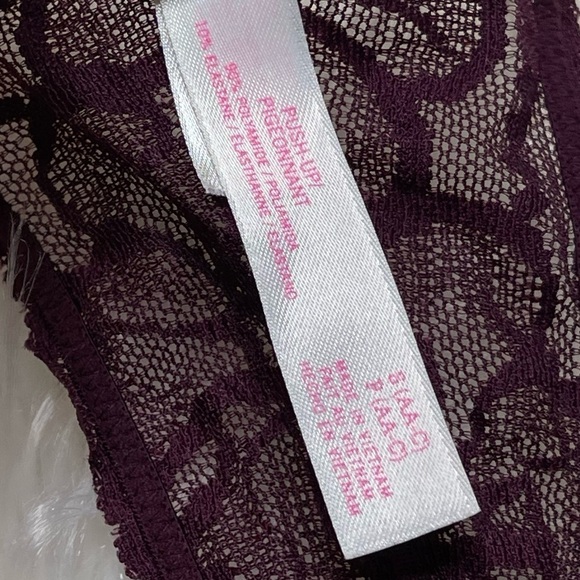 PUSH-UP/
PIGEONNANT
90% POLYAMIDE / POLIAMIDA
10% ELASTANE / ELASTHANNE / ELASTANO
S (AA-C)
P (AA-C)
MADE IN VIETNAM
FAIT AU VIETNAM
HECHO EN VIETNAM